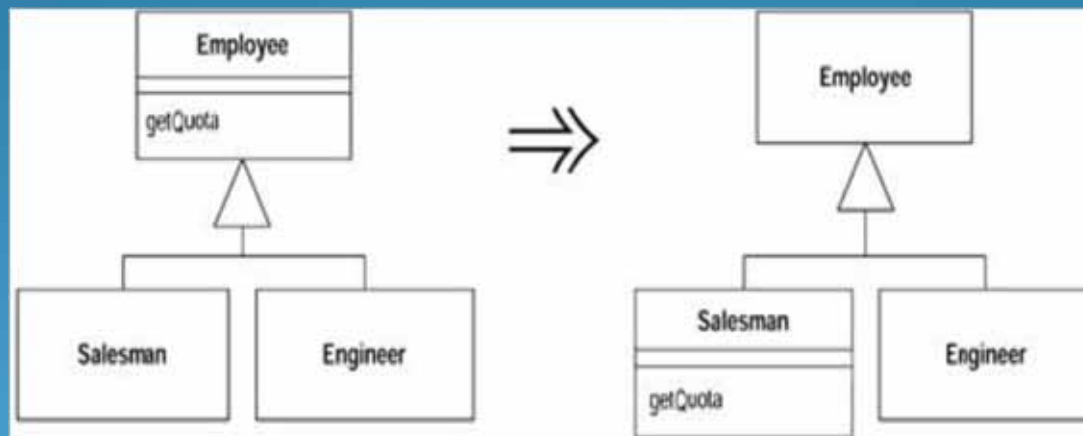 Employee
getQuota
Salesman
Engineer
Employee
Salesman
getQuota
Engineer